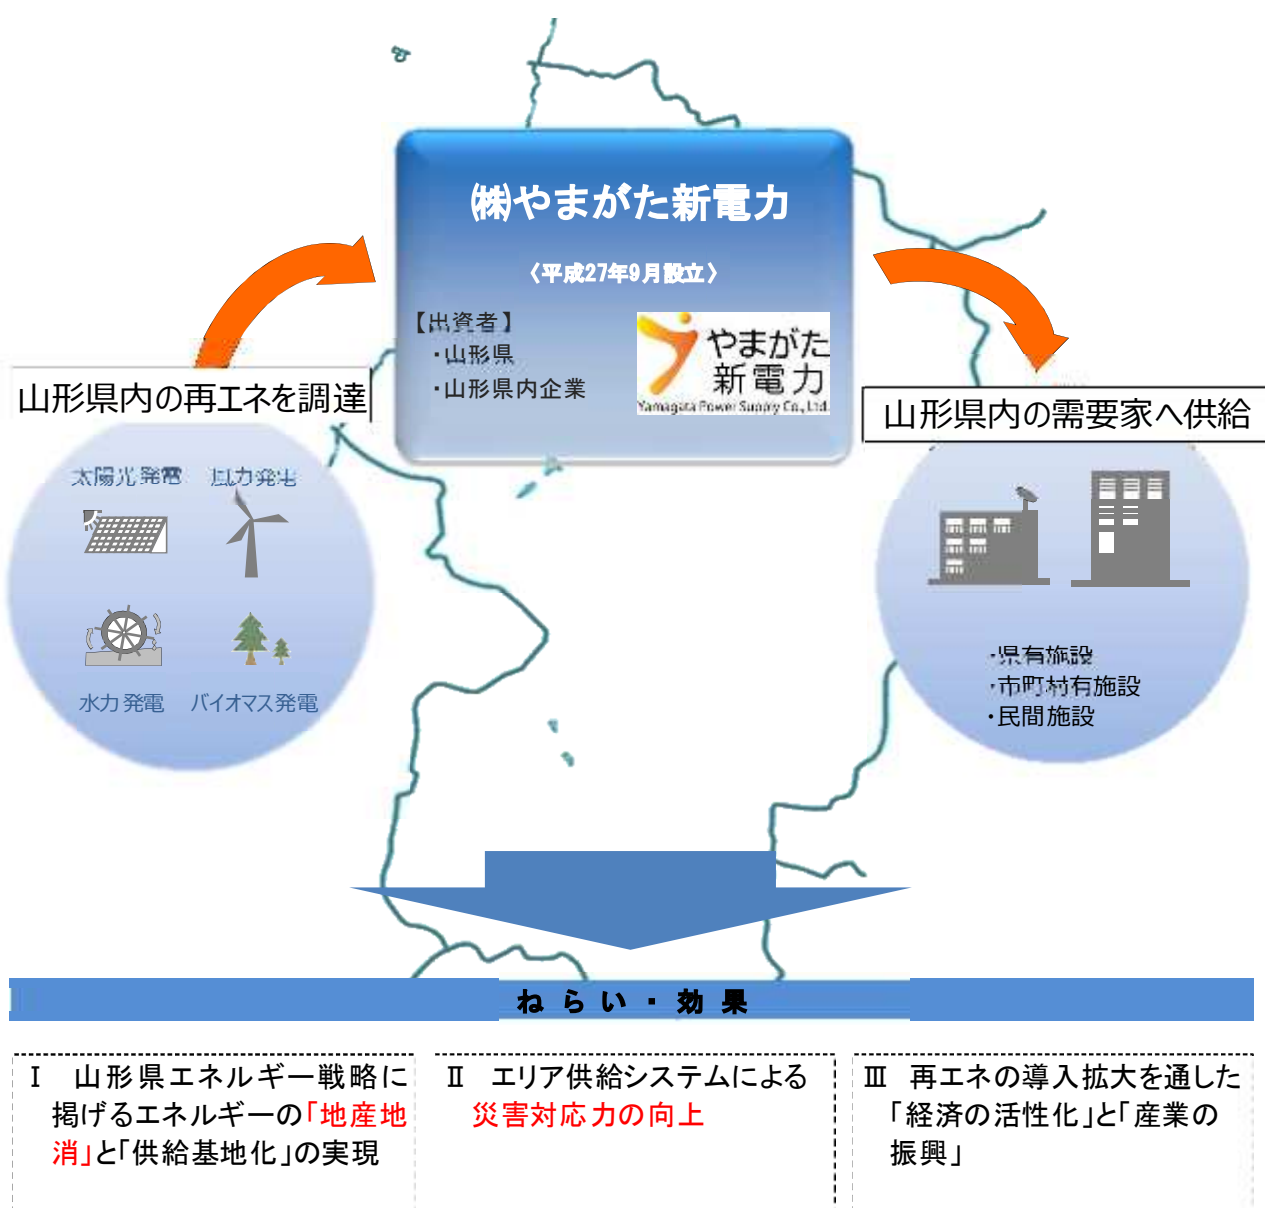 ㈱やまがた新電力
〈平成27年9月設立〉
【出資者】
・山形県
・山形県内企業
やまがた
新電力
Yamagata Power Supply Co., Ltd.
山形県内の再エネを調達
太陽光発電 風力発電
水力発電 バイオマス発電
山形県内の需要家へ供給
・県有施設
・市町村有施設
・民間施設
ねらい・効果
Ⅰ 山形県エネルギー戦略に
掲げるエネルギーの「地産地
消」と「供給基地化」の実現
Ⅱ エリア供給システムによる
災害対応力の向上
Ⅲ 再エネの導入拡大を通した
「経済の活性化」と「産業の
振興」